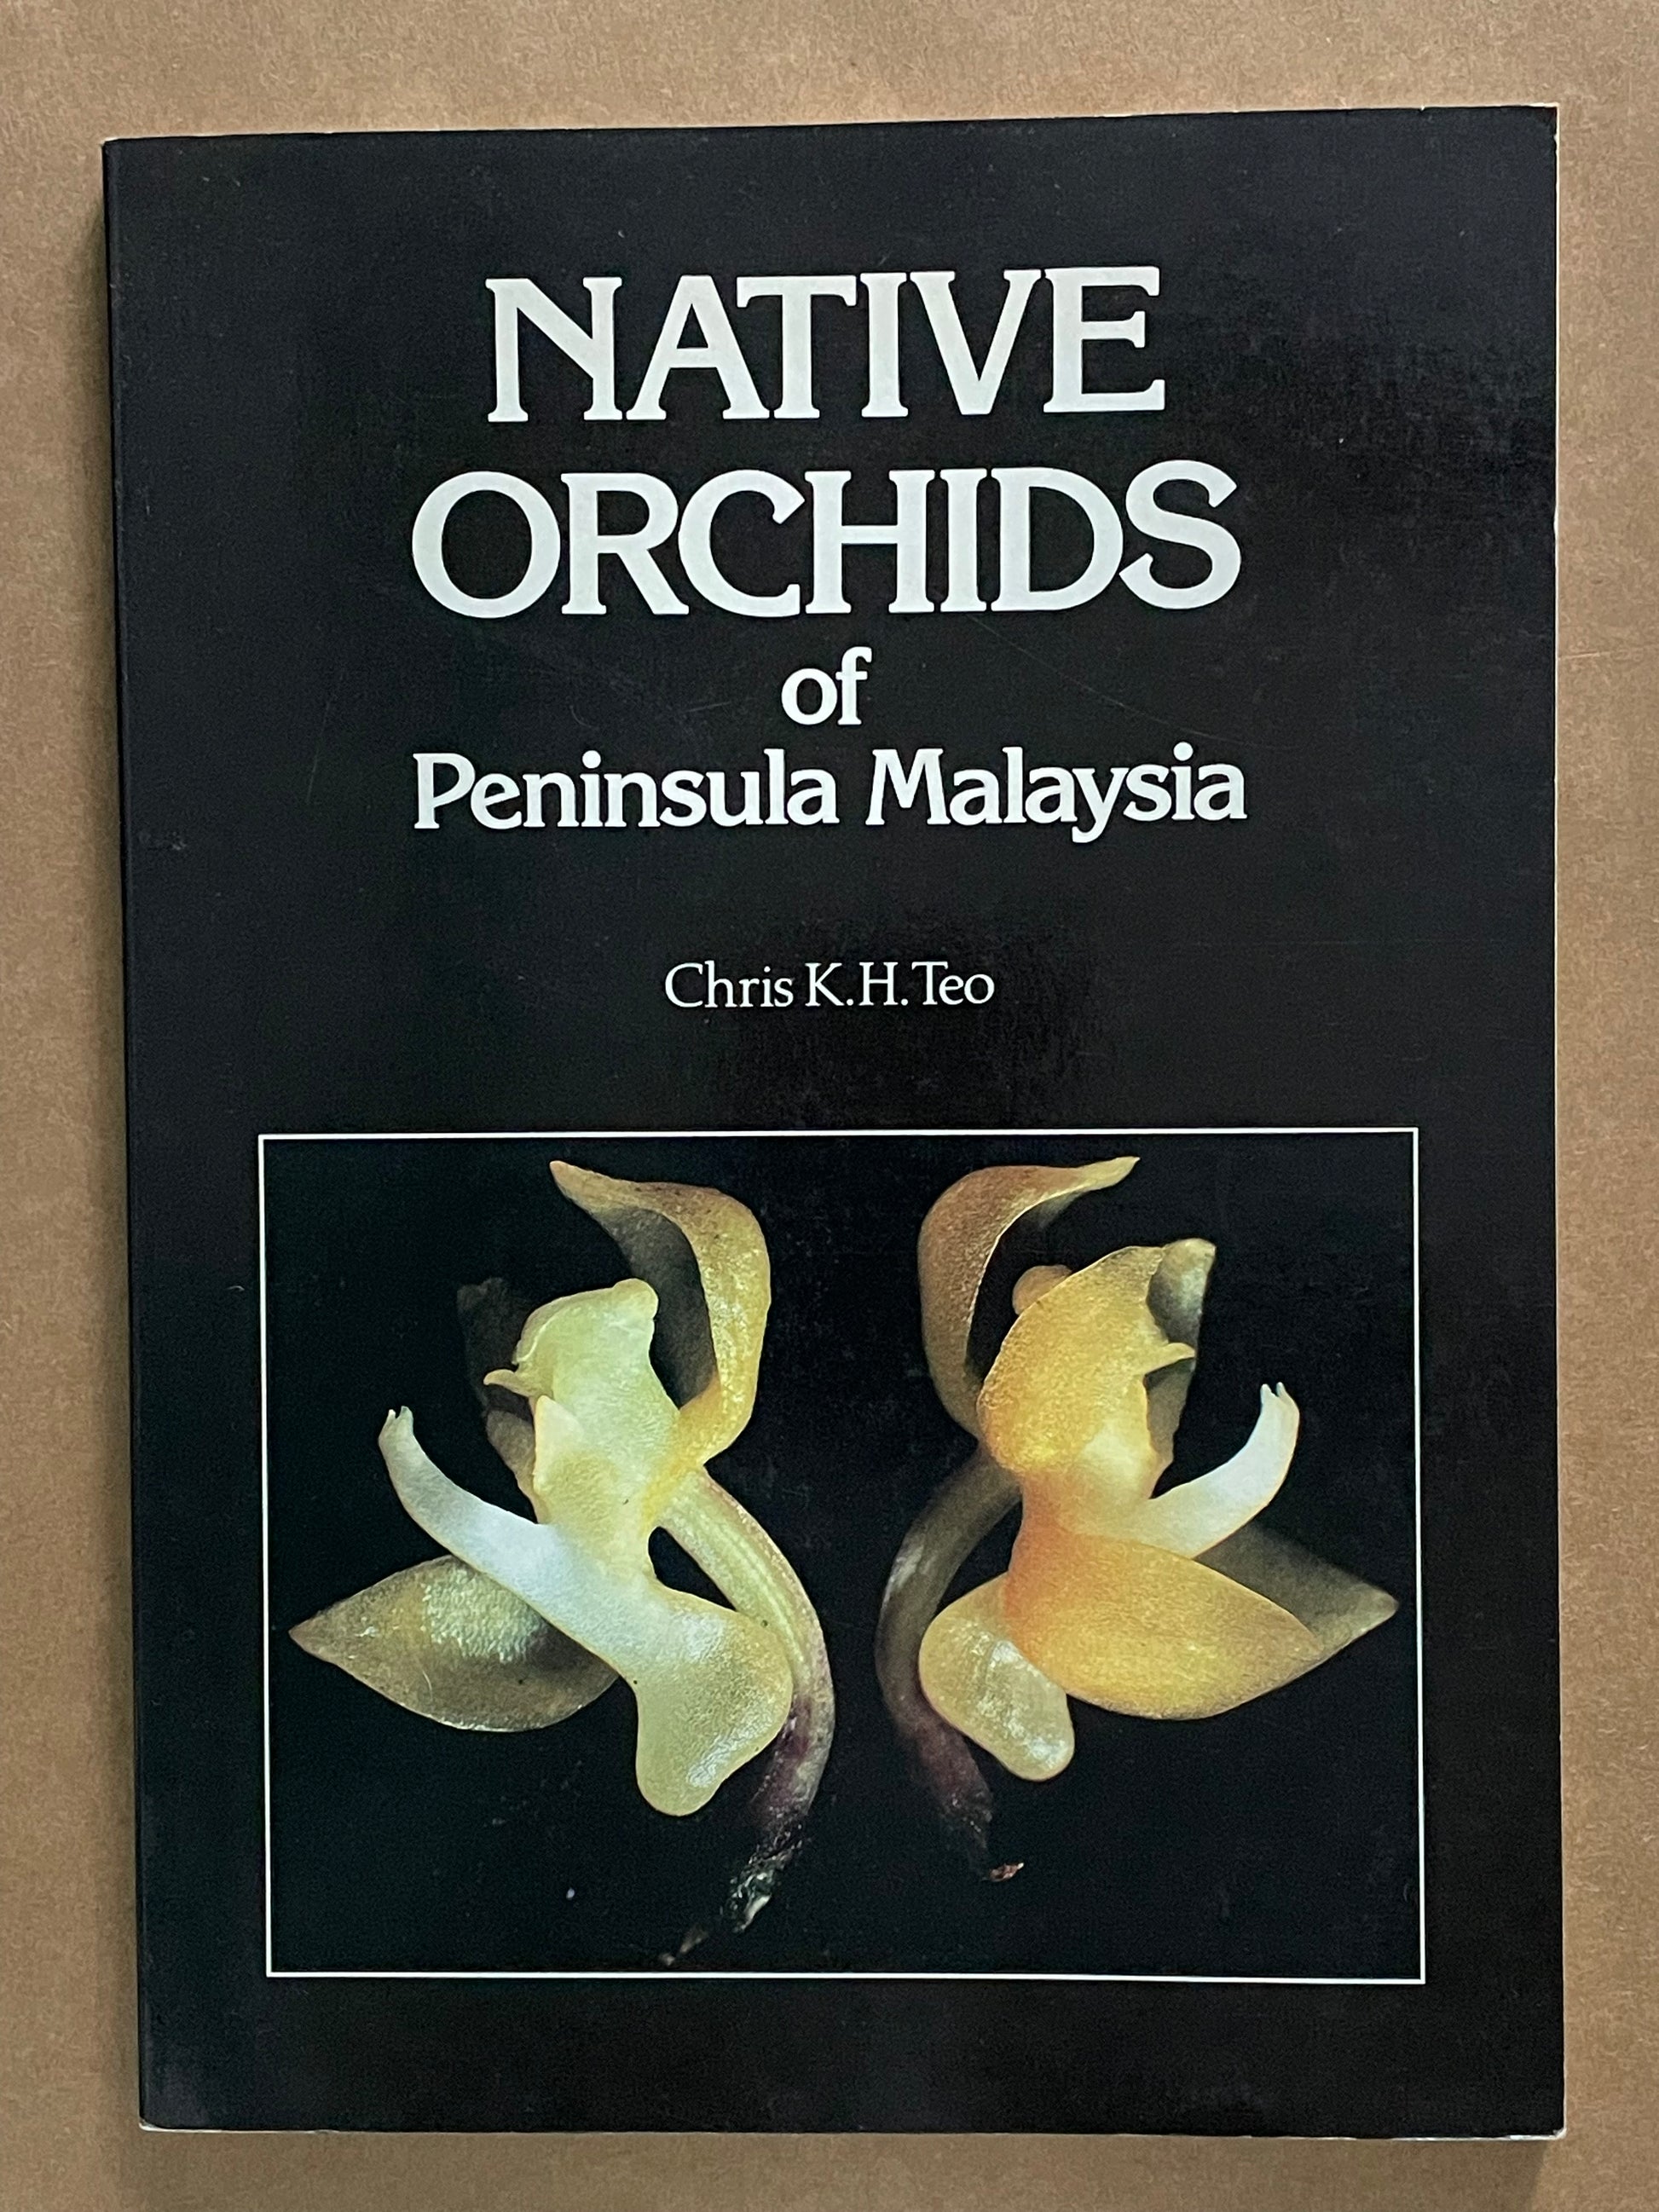 NATIVE
ORCHIDS
of
Peninsula Malaysia
Chris K.H. Teo